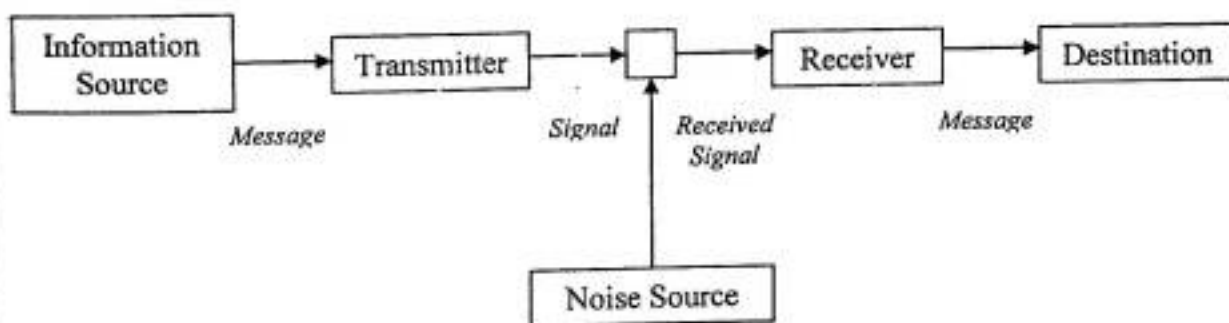 Information
Source
Transmitter
Receiver
Destination
Message
Signal
Received
Signal
Message
Noise Source